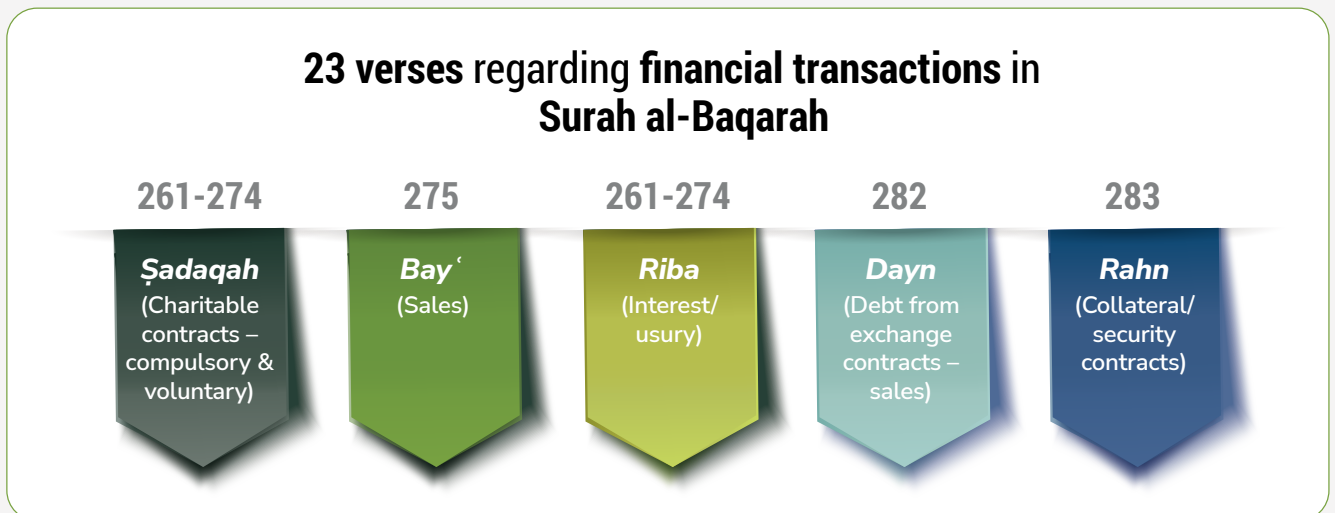 23 verses regarding financial transactions in
Surah al-Baqarah
261-274
Ṣadaqah
(Charitable
contracts –
compulsory &
voluntary)
275
Bayʿ
(Sales)
261-274
Riba
(Interest/
usury)
282
Dayn
(Debt from
exchange
contracts –
sales)
283
Rahn
(Collateral/
security
contracts)